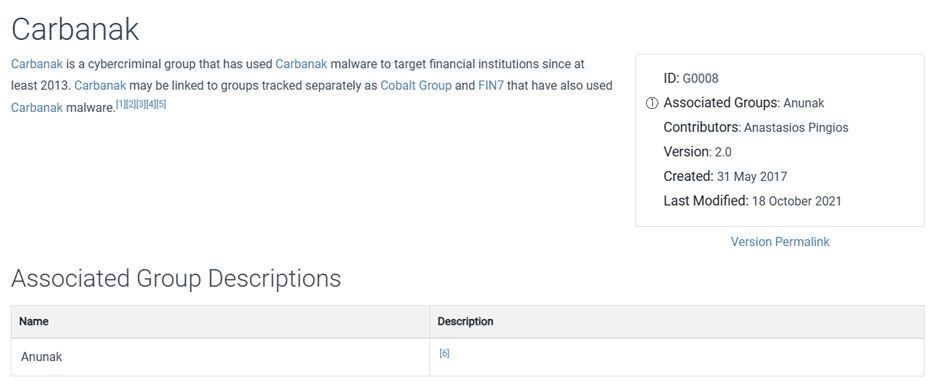 Carbanak
Carbanak is a cybercriminal group that has used Carbanak malware to target financial institutions since at
least 2013. Carbanak may be linked to groups tracked separately as Cobalt Group and FIN7 that have also used
Carbanak malware.[1][2][3][4][5]
ID: G0008
Associated Groups: Anunak
Contributors: Anastasios Pingios
Version: 2.0
Created: 31 May 2017
Last Modified: 18 October 2021
Version Permalink
Associated Group Descriptions
Name Description
Anunak [6]